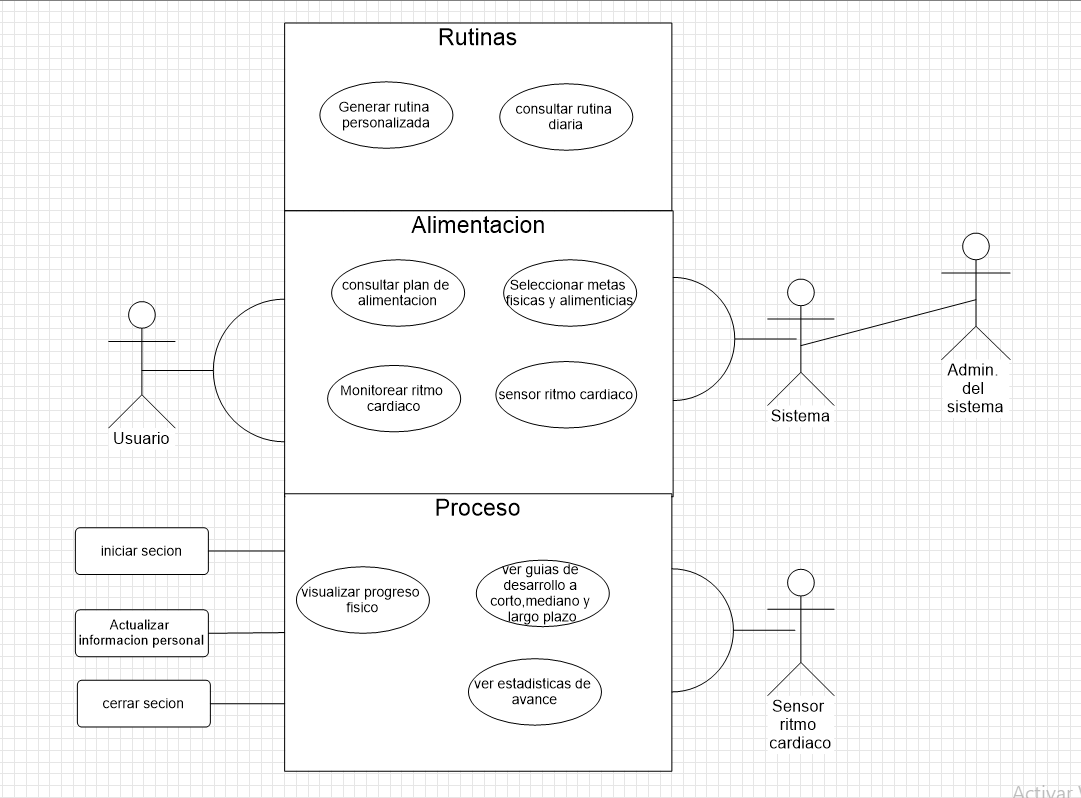 Rutinas
Generar rutina
personalizada
consultar rutina
diaria
Alimentacion
consultar plan de
alimentacion
Seleccionar metas
fisicas y alimenticias
Monitorear ritmo
cardiaco
sensor ritmo cardiaco
Usuario
Sistema
Admin.
del
sistema
Proceso
iniciar secion
Actualizar
informacion personal
cerrar secion
visualizar progreso
fisico
ver guias de
desarrollo a
corto,mediano y
largo plazo
ver estadisticas de
avance
Sensor
ritmo
cardiaco
Activar